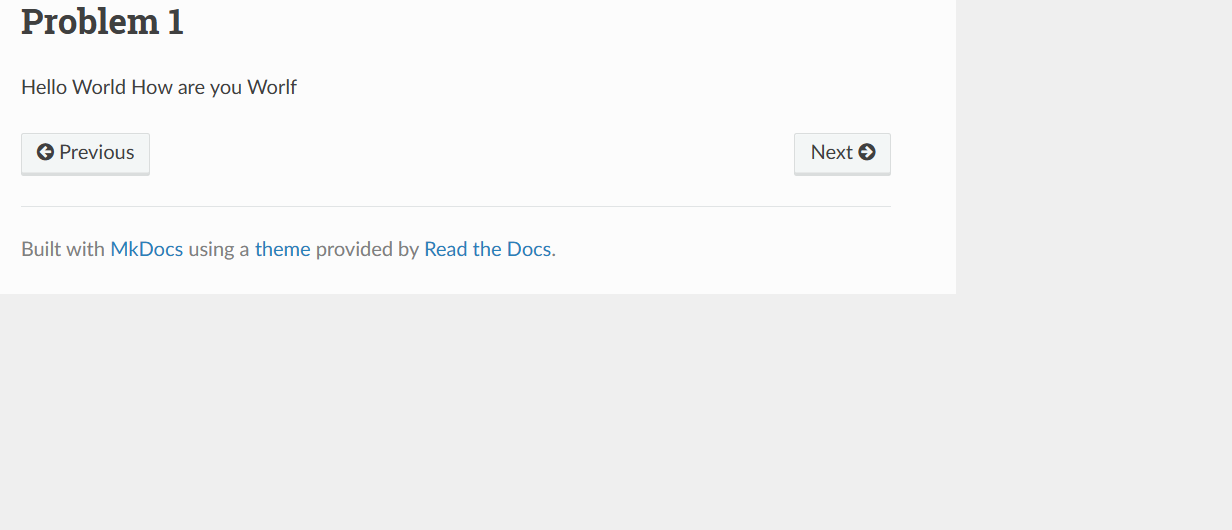 Problem 1
Hello World How are you Worlf
Previous
Next
Built with MkDocs using a theme provided by Read the Docs.